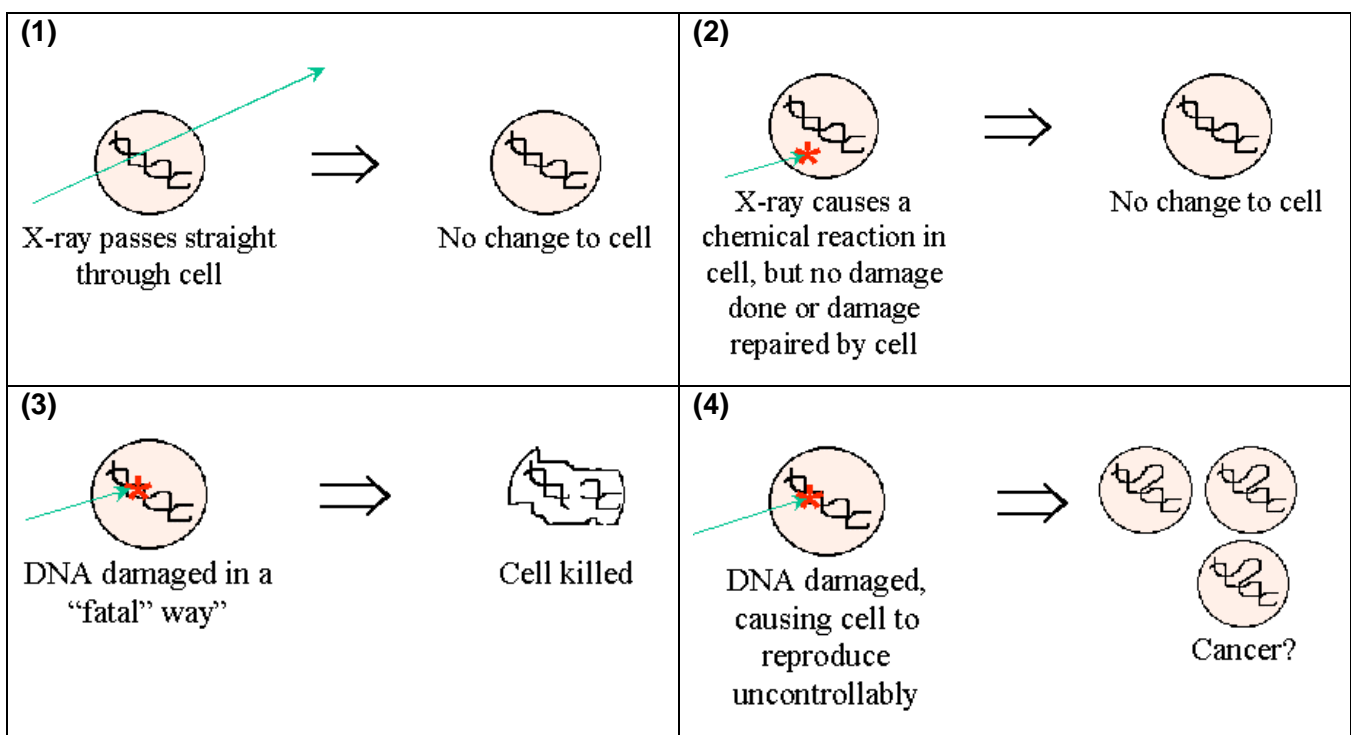 (1)
X-ray passes straight
through cell
No change to cell
(2)
X-ray causes a
chemical reaction in
cell, but no damage
done or damage
repaired by cell
No change to cell
(3)
DNA damaged in a
“fatal” way”
Cell killed
(4)
DNA damaged,
causing cell to
reproduce
uncontrollably
Cancer?